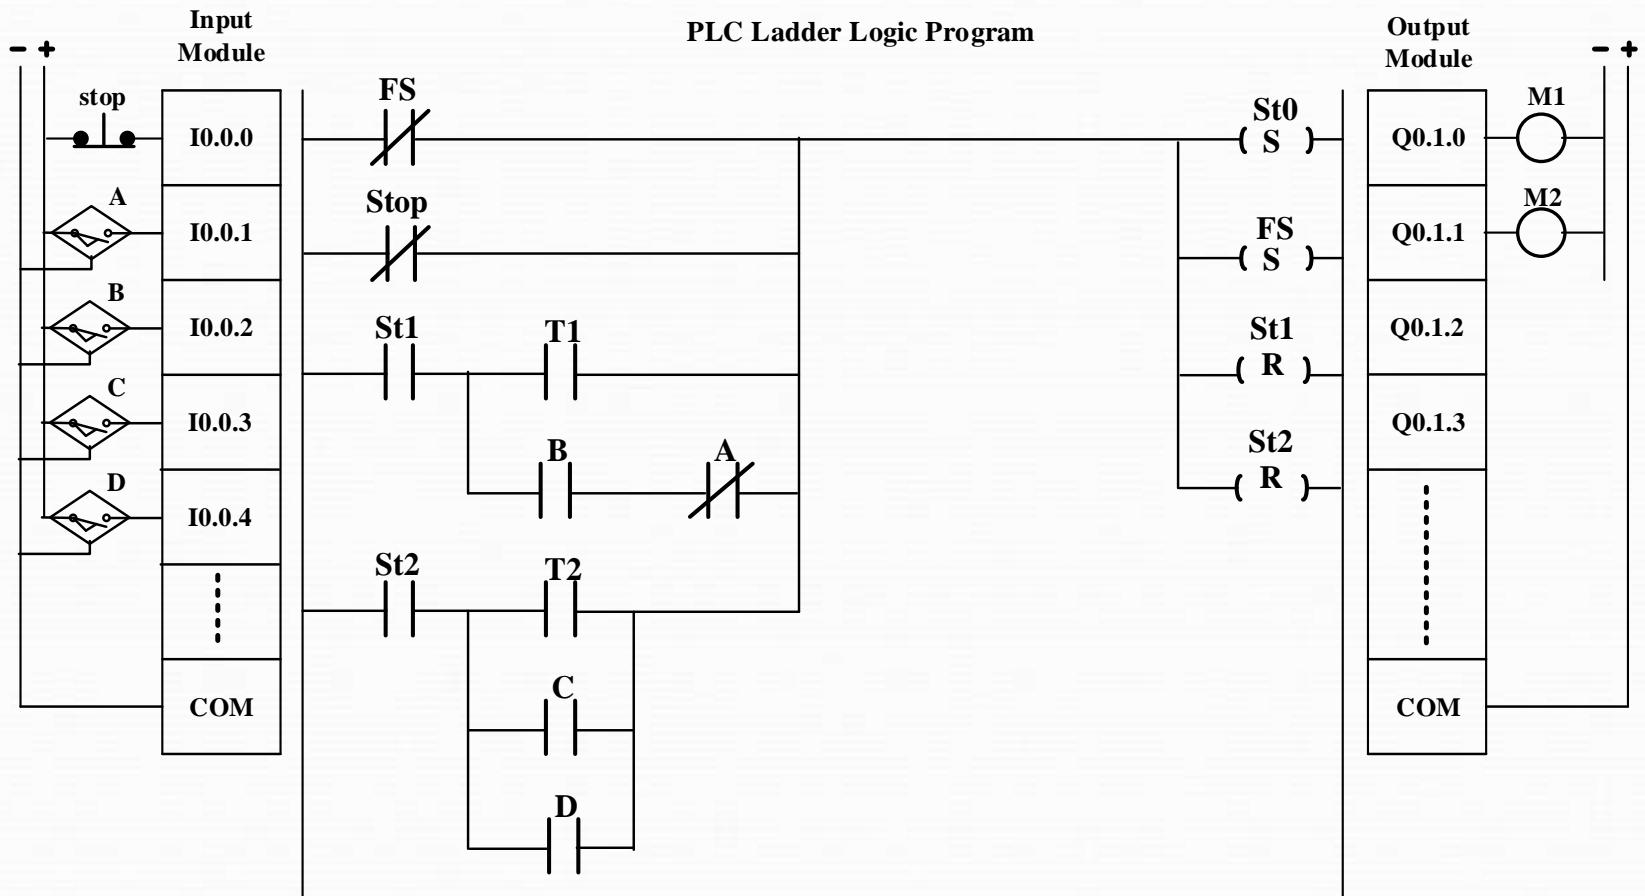 PLC Ladder Logic Program
Input
Module
− +
stop
I0.0.0
A
I0.0.1
B
I0.0.2
C
I0.0.3
D
I0.0.4
COM
FS
Stop
St1
T1
B
A
St2
T2
C
D
St0
S
FS
S
St1
R
St2
R
Output
Module
− +
Q0.1.0
M1
Q0.1.1
M2
Q0.1.2
Q0.1.3
COM